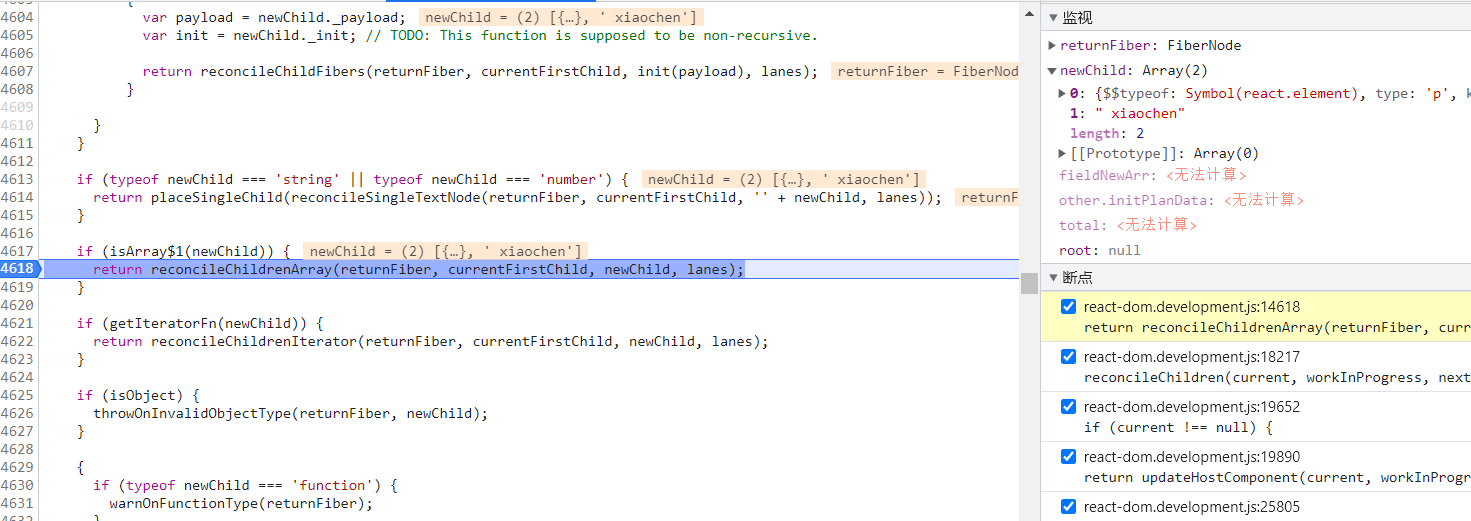 4603 {
4604 var payload = newChild._payload; newChild = (2) [{…}, ' xiaochen']
4605 var init = newChild._init; // TODO: This function is supposed to be non-recursive.
4606
4607 return reconcileChildFibers(returnFiber, currentFirstChild, init(payload), lanes); returnFiber = FiberNod
4608 }
4609
4610 }
4611 }
4612
4613 if (typeof newChild === 'string' || typeof newChild === 'number') { newChild = (2) [{…}, ' xiaochen']
4614 return placeSingleChild(reconcileSingleTextNode(returnFiber, currentFirstChild, '' + newChild, lanes)); returnF
4615 }
4616
4617 if (isArray$1(newChild)) { newChild = (2) [{…}, ' xiaochen']
4618 return reconcileChildrenArray(returnFiber, currentFirstChild, newChild, lanes);
4619 }
4620
4621 if (getIteratorFn(newChild)) {
4622 return reconcileChildrenIterator(returnFiber, currentFirstChild, newChild, lanes);
4623 }
4624
4625 if (isObject) {
4626 throwOnInvalidObjectType(returnFiber, newChild);
4627 }
4628
4629 {
4630 if (typeof newChild === 'function') {
4631 warnOnFunctionType(returnFiber);
4632 }
监视
returnFiber: FiberNode
newChild: Array(2)
0: {$$typeof: Symbol(react.element), type: 'p', k
1: " xiaochen"
length: 2
[[Prototype]]: Array(0)
fieldNewArr: <无法计算>
other.initPlanData: <无法计算>
total: <无法计算>
root: null
断点
react-dom.development.js:14618
return reconcileChildrenArray(returnFiber, curr
react-dom.development.js:18217
reconcileChildren(current, workInProgress, next
react-dom.development.js:19652
if (current !== null) {
react-dom.development.js:19890
return updateHostComponent(current, workInProgr
react-dom.development.js:25805